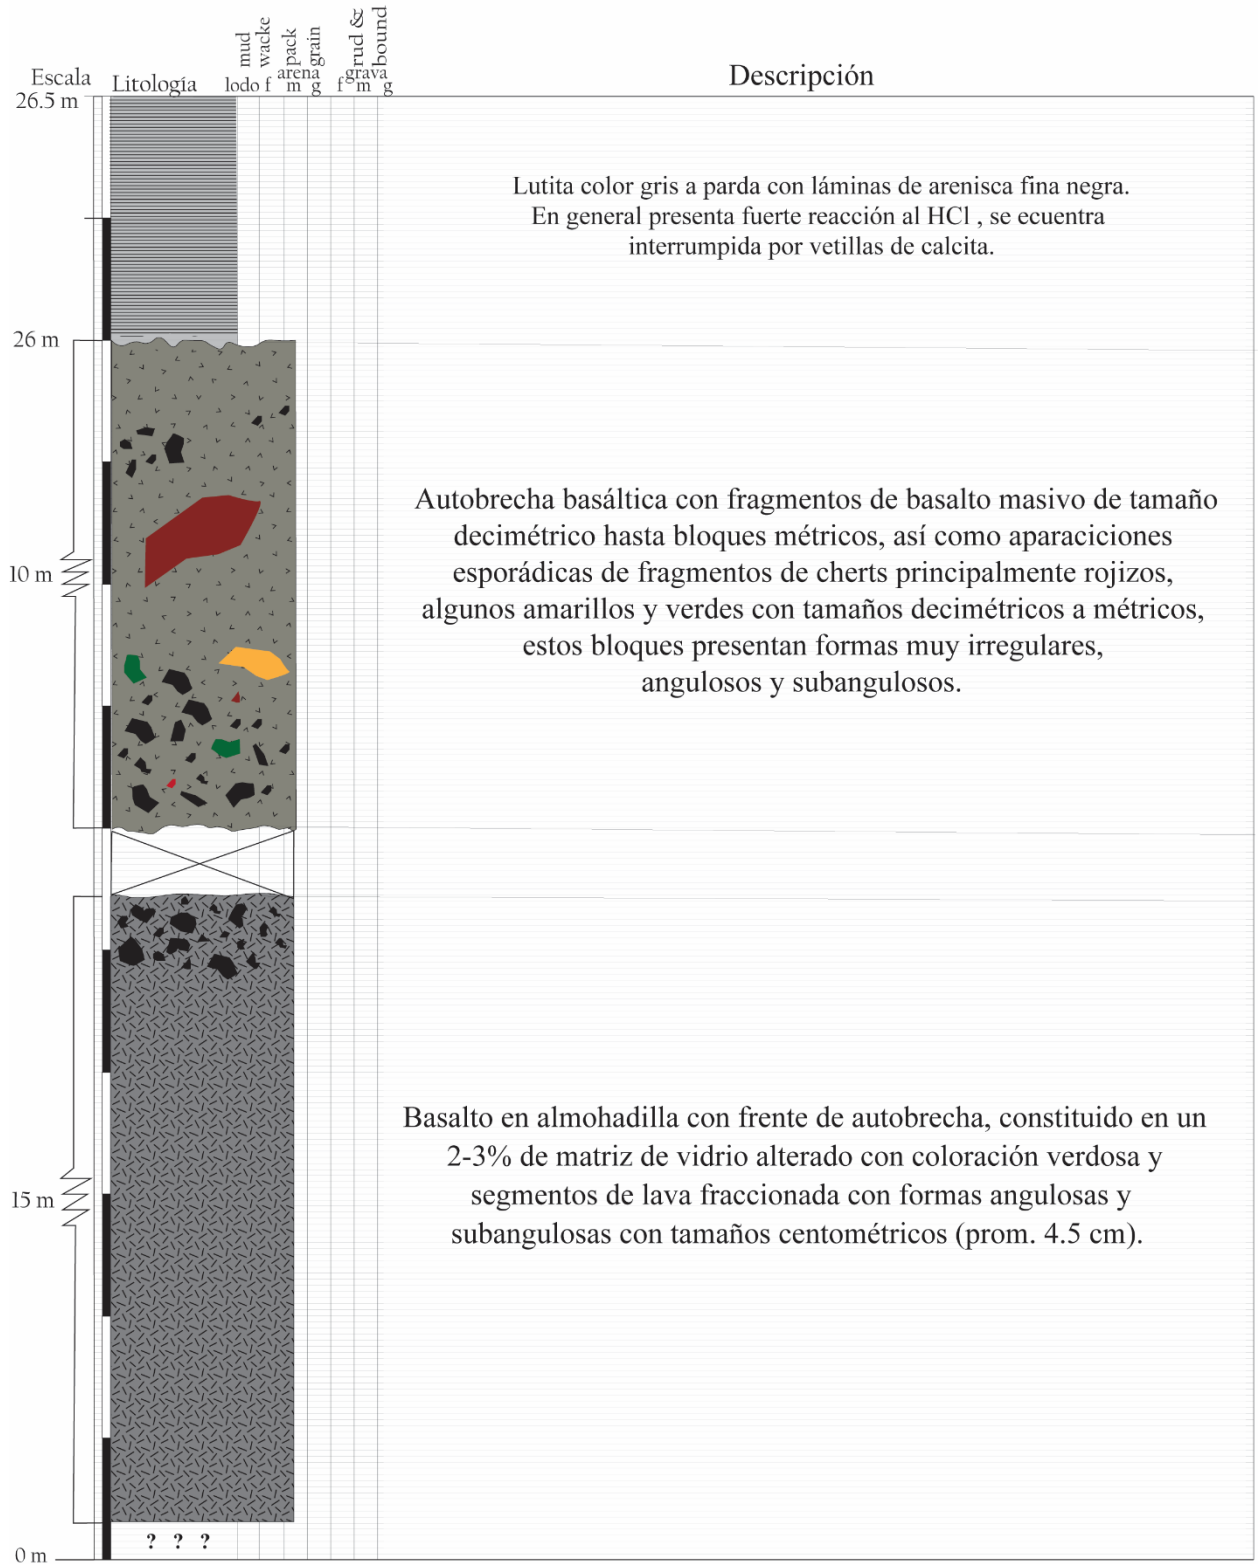 mud
wacke
pack
grain
rud &
bound
Escala
Litología
lodo f
arena
m
g
f
grava
m
g
Descripción
26.5 m
Lutita color gris a parda con láminas de arenisca fina negra.
En general presenta fuerte reacción al HCl , se ecuentra
interrumpida por vetillas de calcita.
26 m
Autobrecha basáltica con fragmentos de basalto masivo de tamaño
decimétrico hasta bloques métricos, así como aparaciciones
esporádicas de fragmentos de cherts principalmente rojizos,
algunos amarillos y verdes con tamaños decimétricos a métricos,
estos bloques presentan formas muy irregulares,
angulosos y subangulosos.
10 m
Basalto en almohadilla con frente de autobrecha, constituido en un
2-3% de matriz de vidrio alterado con coloración verdosa y
segmentos de lava fraccionada con formas angulosas y
subangulosas con tamaños centométricos (prom. 4.5 cm).
15 m
? ? ?
0 m